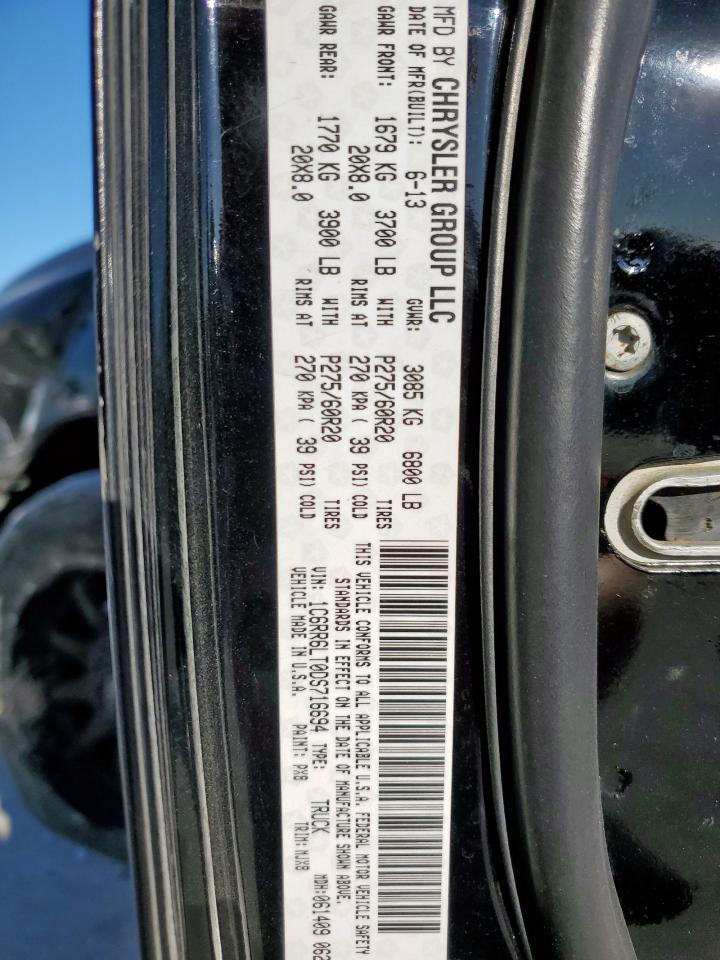 MFD BY CHRYSLER GROUP LLC
DATE OF MFR(BUILT): 6-13 GVWR: 3085 KG 6800 LB
GAWR FRONT: 1679 KG 3700 LB WITH P275/60R20 TIRES
20X8.0 RIMS AT 270 KPA ( 39 PSI) COLD
GAWR REAR: 1770 KG 3900 LB WITH P275/60R20 TIRES
20X8.0 RIMS AT 270 KPA ( 39 PSI) COLD
THIS VEHICLE CONFORMS TO ALL APPLICABLE U.S.A. FEDERAL MOTOR VEHICLE SAFETY
STANDARDS IN EFFECT ON THE DATE OF MANUFACTURE SHOWN ABOVE.
VIN: 1C6RR6LT0DS716694 TYPE: TRUCK MDH:061409 062
VEHICLE MADE IN U.S.A. PAINT: PX8 TRIM:MJX8